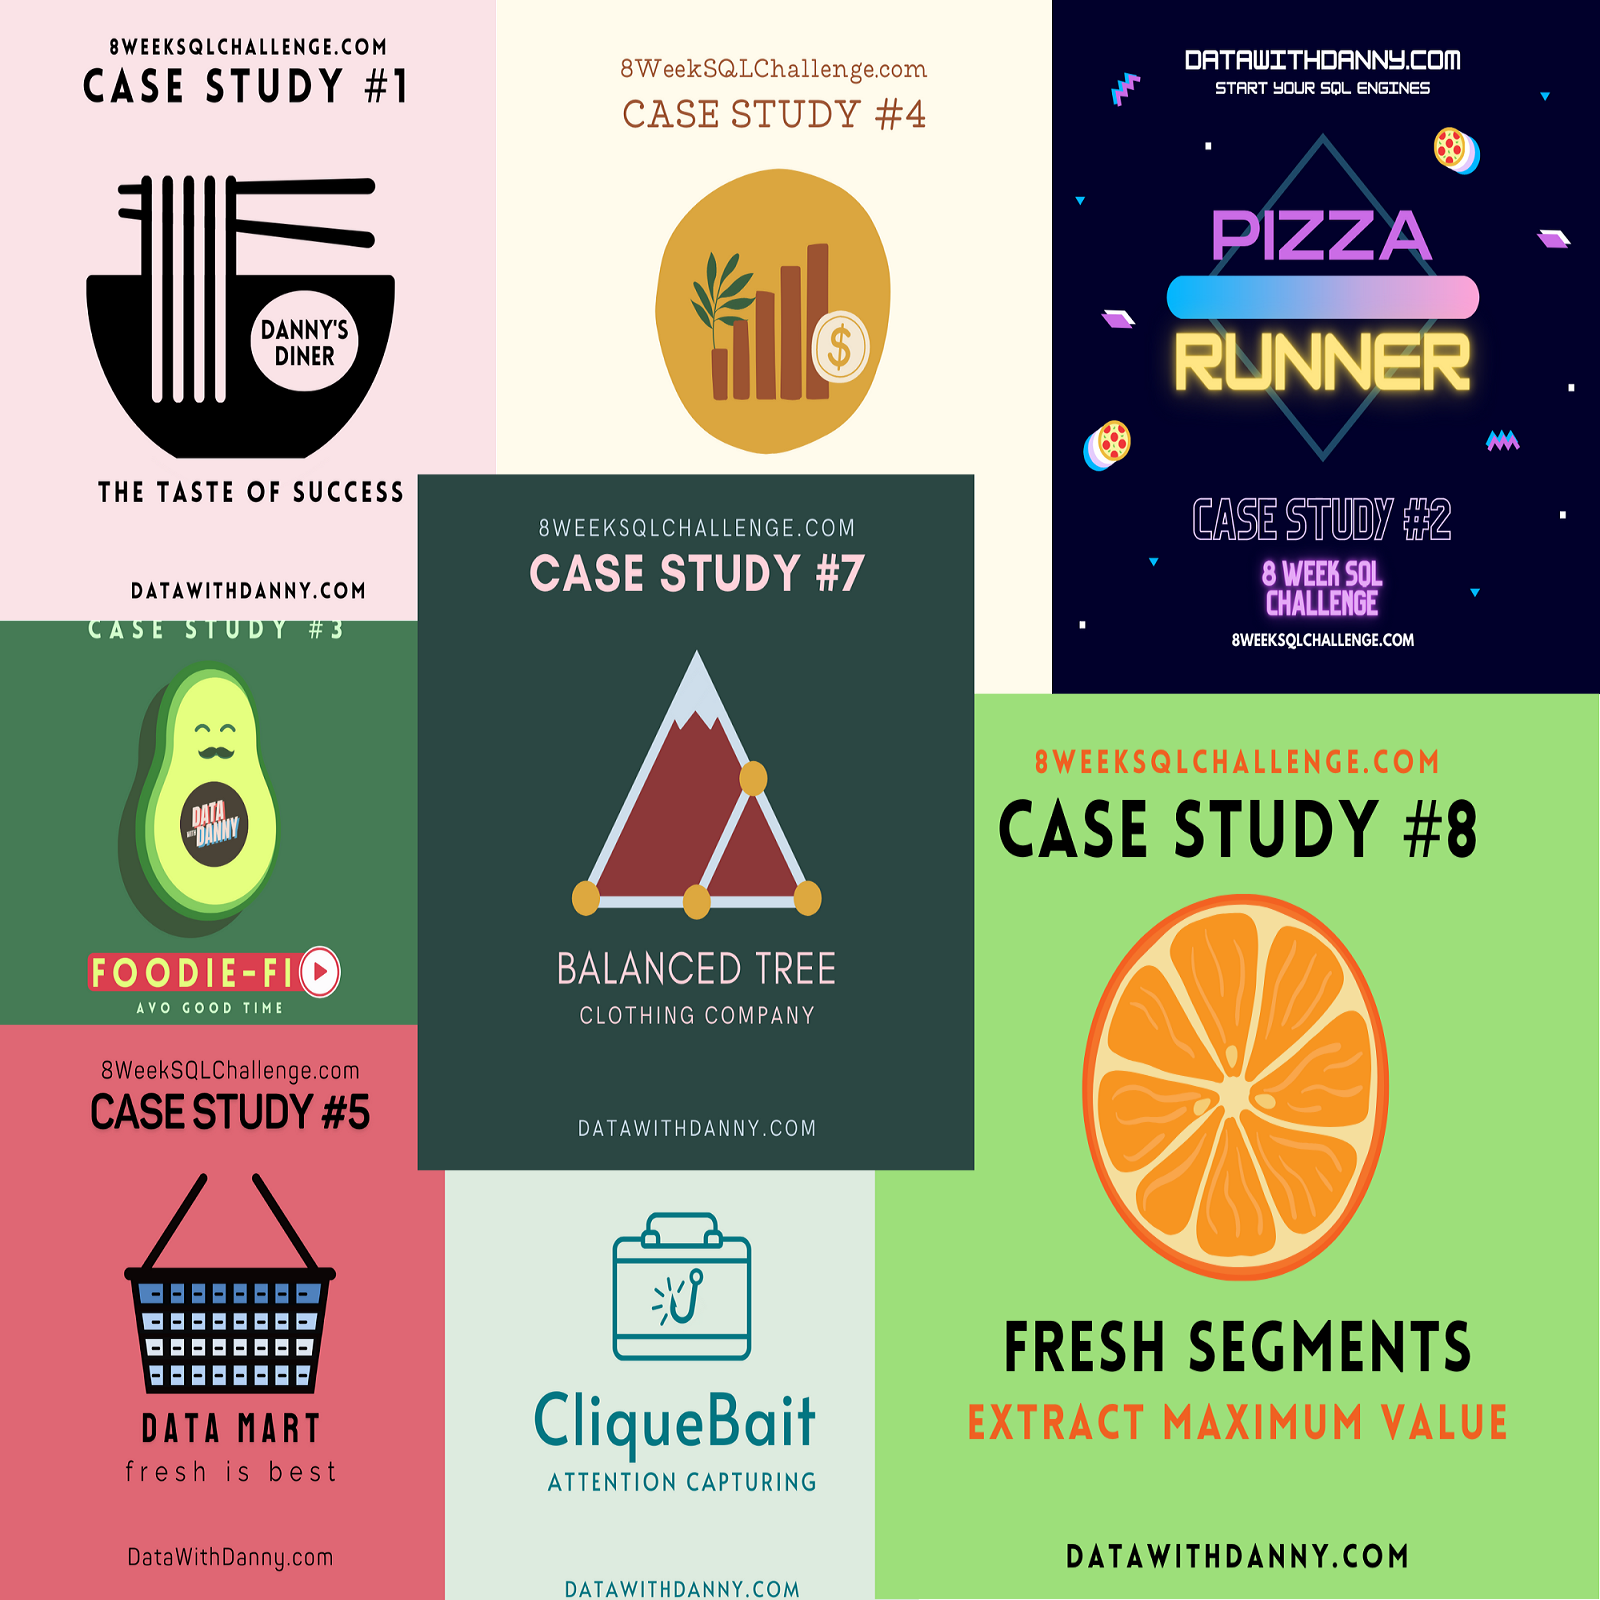 8WEEKSQLCHALLENGE.COM
CASE STUDY #1
DANNY'S
DINER
THE TASTE OF SUCCESS
DATAWITHDANNY.COM
8WeekSQLChallenge.com
CASE STUDY #4
$
DATAWITHDANNY.COM
START YOUR SQL ENGINES
PIZZA
RUNNER
CASE STUDY #2
8 WEEK SQL
CHALLENGE
8WEEKSQLCHALLENGE.COM
CASE STUDY #3
DATA
WITH
DANNY
FOODIE-FI
AVO GOOD TIME
8WEEKSQLCHALLENGE.COM
CASE STUDY #7
BALANCED TREE
CLOTHING COMPANY
DATAWITHDANNY.COM
8WEEKSQLCHALLENGE.COM
CASE STUDY #8
FRESH SEGMENTS
EXTRACT MAXIMUM VALUE
DATAWITHDANNY.COM
8WeekSQLChallenge.com
CASE STUDY #5
DATA MART
fresh is best
DataWithDanny.com
CliqueBait
ATTENTION CAPTURING
DATAWITHDANNY.COM